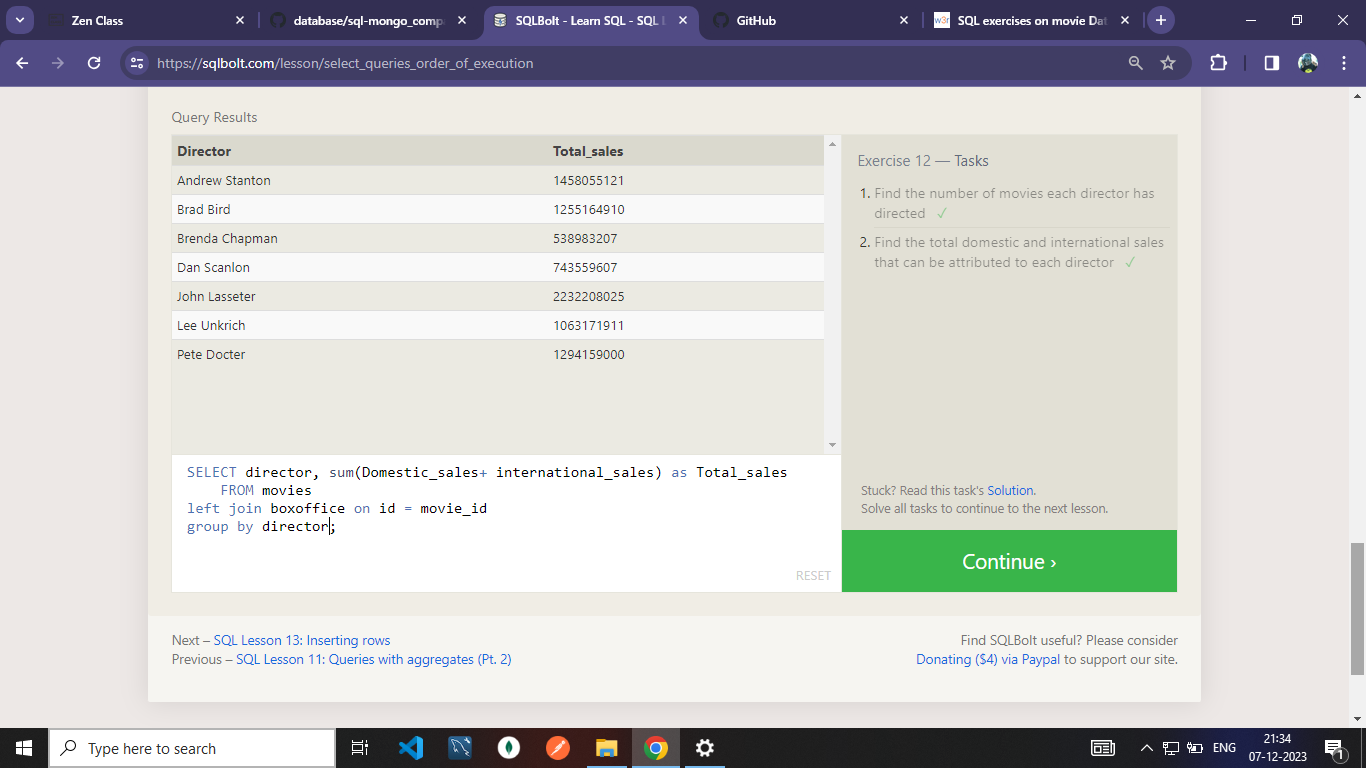 Zen Class
database/sql-mongo_comp
SQLBolt - Learn SQL - SQL L
GitHub
w3r SQL exercises on movie Dat
https://sqlbolt.com/lesson/select_queries_order_of_execution
Query Results
Director Total_sales
Andrew Stanton 1458055121
Brad Bird 1255164910
Brenda Chapman 538983207
Dan Scanlon 743559607
John Lasseter 2232208025
Lee Unkrich 1063171911
Pete Docter 1294159000
Exercise 12 — Tasks
1. Find the number of movies each director has
directed ✓
2. Find the total domestic and international sales
that can be attributed to each director ✓
SELECT director, sum(Domestic_sales+ international_sales) as Total_sales
FROM movies
left join boxoffice on id = movie_id
group by director;
RESET
Stuck? Read this task's Solution.
Solve all tasks to continue to the next lesson.
Continue ›
Next – SQL Lesson 13: Inserting rows
Previous – SQL Lesson 11: Queries with aggregates (Pt. 2)
Find SQLBolt useful? Please consider
Donating ($4) via Paypal to support our site.
Type here to search
ENG
21:34
07-12-2023
1